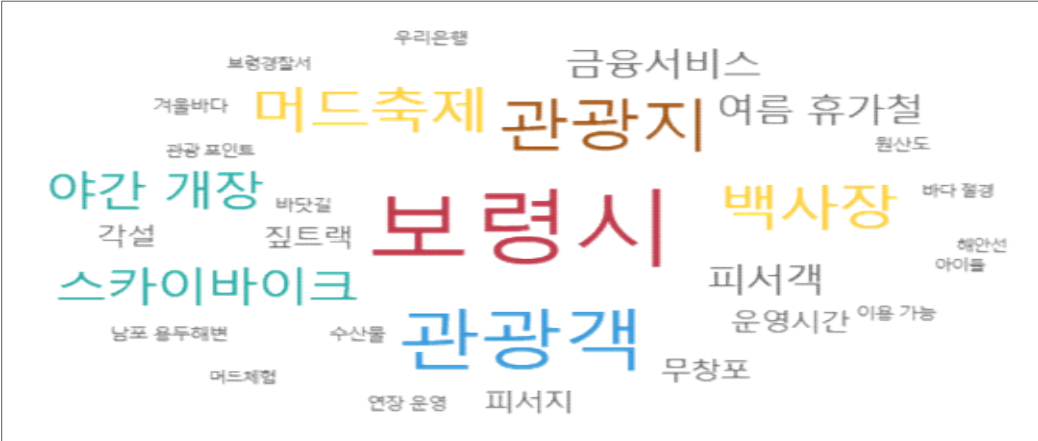 우리은행
보령경찰서
금융서비스
겨울바다
머드축제
관광지
여름 휴가철
관광 포인트
원산도
야간 개장
바닷길
보령시
백사장
바다 절경
각설
짚트랙
해안선
아이들
스카이바이크
피서객
남포 용두해변
수산물
관광객
운영시간
이용 가능
머드체험
무창포
연장 운영
피서지